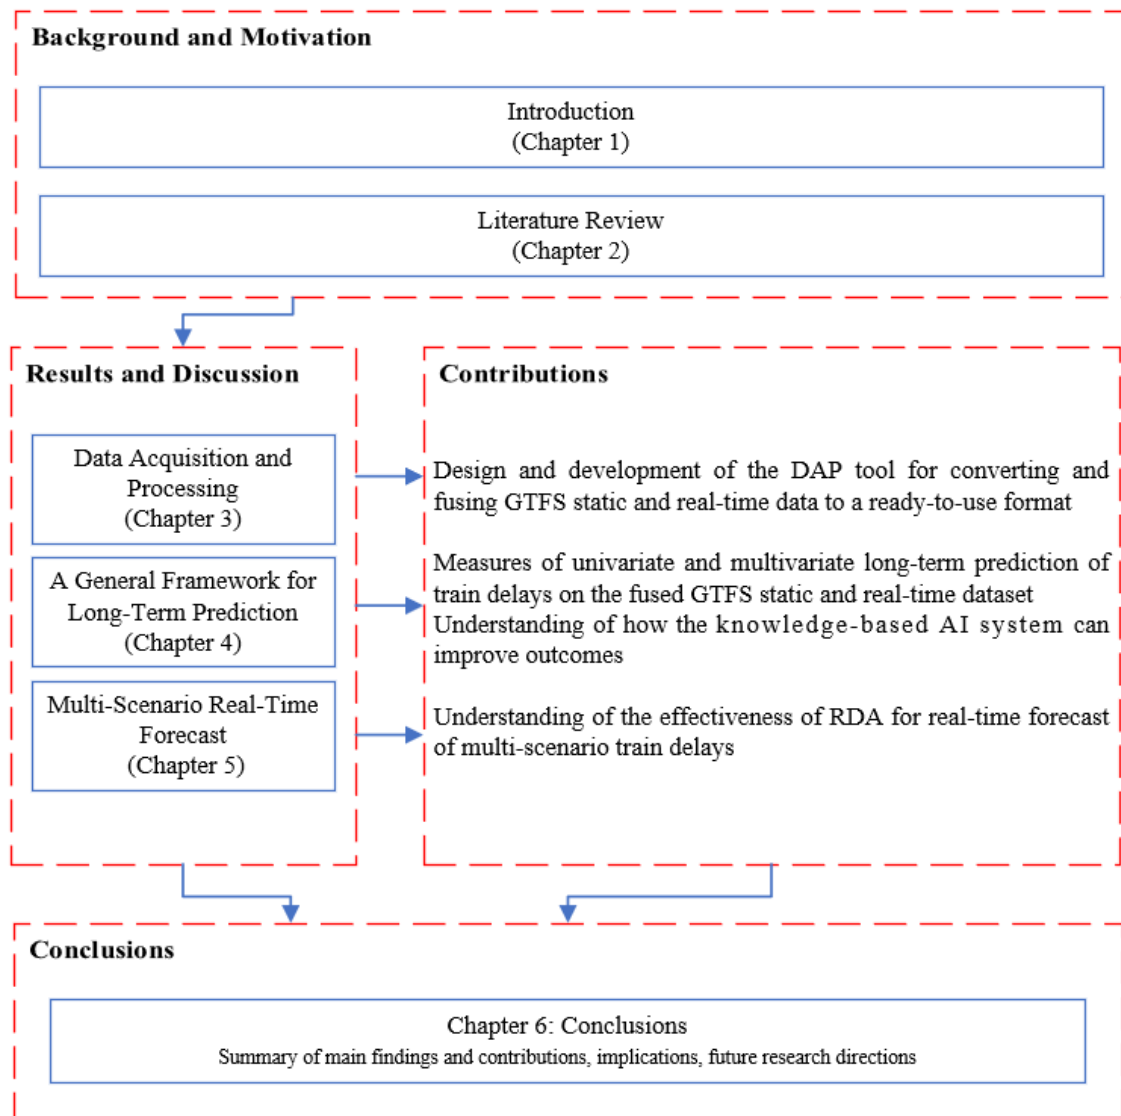 Background and Motivation
Introduction
(Chapter 1)
Literature Review
(Chapter 2)
Results and Discussion
Data Acquisition and
Processing
(Chapter 3)
A General Framework for
Long-Term Prediction
(Chapter 4)
Multi-Scenario Real-Time
Forecast
(Chapter 5)
Contributions
Design and development of the DAP tool for converting and
fusing GTFS static and real-time data to a ready-to-use format
Measures of univariate and multivariate long-term prediction of
train delays on the fused GTFS static and real-time dataset
Understanding of how the knowledge-based AI system can
improve outcomes
Understanding of the effectiveness of RDA for real-time forecast
of multi-scenario train delays
Conclusions
Chapter 6: Conclusions
Summary of main findings and contributions, implications, future research directions